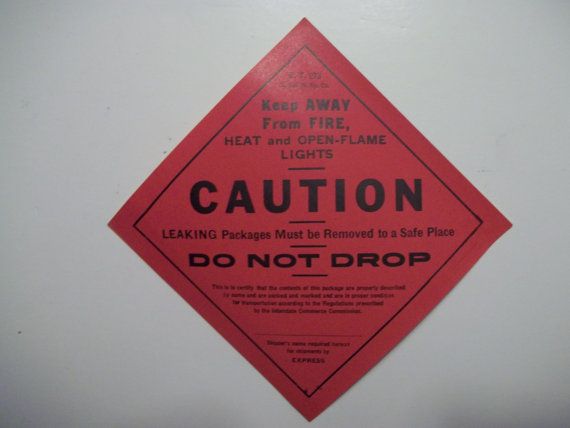 Keep AWAY
From FIRE,
HEAT and OPEN-FLAME
LIGHTS
CAUTION
LEAKING Packages Must be Removed to a Safe Place
DO NOT DROP
This is to certify that the contents of this package are properly described
by name and are packed and marked and are in proper condition
for transportation according to the Regulations prescribed
by the Interstate Commerce Commission.
Shipper's name required hereon
for shipments by
EXPRESS